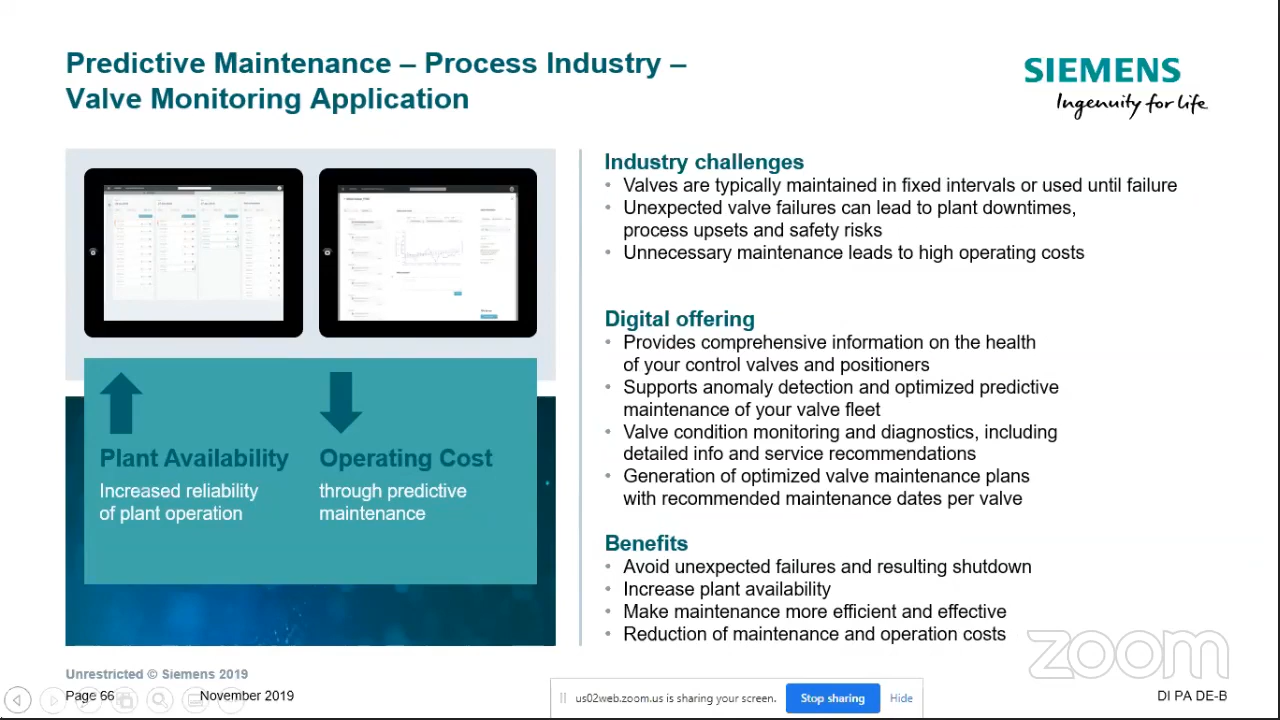 Predictive Maintenance – Process Industry –
Valve Monitoring Application
SIEMENS
Ingenuity for life
Plant Availability
Increased reliability
of plant operation
Operating Cost
through predictive
maintenance
Industry challenges
• Valves are typically maintained in fixed intervals or used until failure
• Unexpected valve failures can lead to plant downtimes,
process upsets and safety risks
• Unnecessary maintenance leads to high operating costs
Digital offering
• Provides comprehensive information on the health
of your control valves and positioners
• Supports anomaly detection and optimized predictive
maintenance of your valve fleet
• Valve condition monitoring and diagnostics, including
detailed info and service recommendations
• Generation of optimized valve maintenance plans
with recommended maintenance dates per valve
Benefits
• Avoid unexpected failures and resulting shutdown
• Increase plant availability
• Make maintenance more efficient and effective
• Reduction of maintenance and operation costs
zoom
Unrestricted © Siemens 2019
Page 66 November 2019
us02web.zoom.us is sharing your screen. Stop sharing Hide
DI PA DE-B